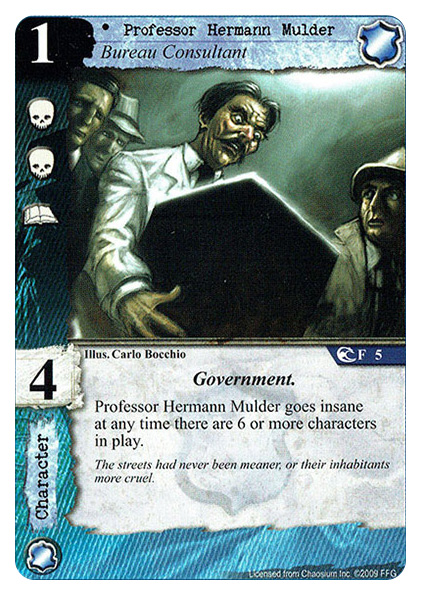 1
• Professor Hermann Mulder
Bureau Consultant
Illus. Carlo Bocchio
F 5
4
Government.
Professor Hermann Mulder goes insane
at any time there are 6 or more characters
in play.
The streets had never been meaner, or their inhabitants
more cruel.
Character
Licensed from Chaosium Inc. ©2009 FFG